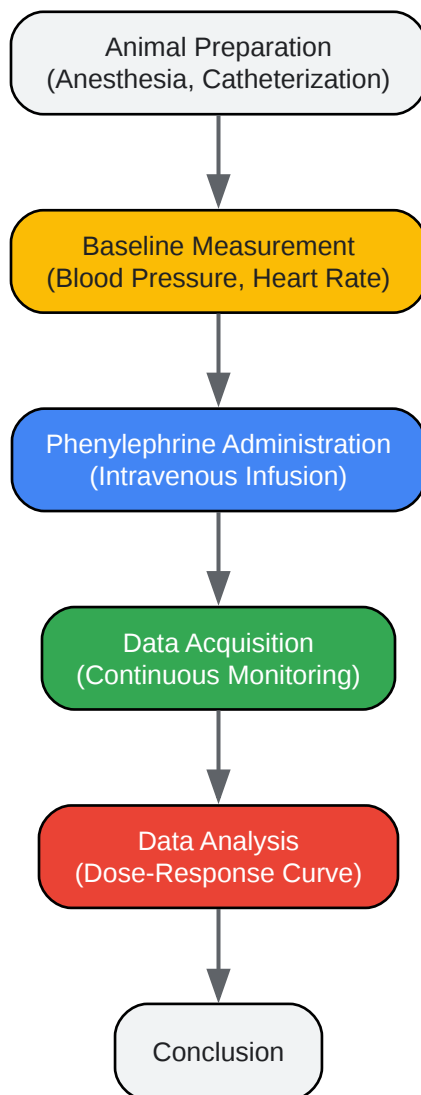 Animal Preparation
(Anesthesia, Catheterization)
Baseline Measurement
(Blood Pressure, Heart Rate)
Phenylephrine Administration
(Intravenous Infusion)
Data Acquisition
(Continuous Monitoring)
Data Analysis
(Dose-Response Curve)
Conclusion